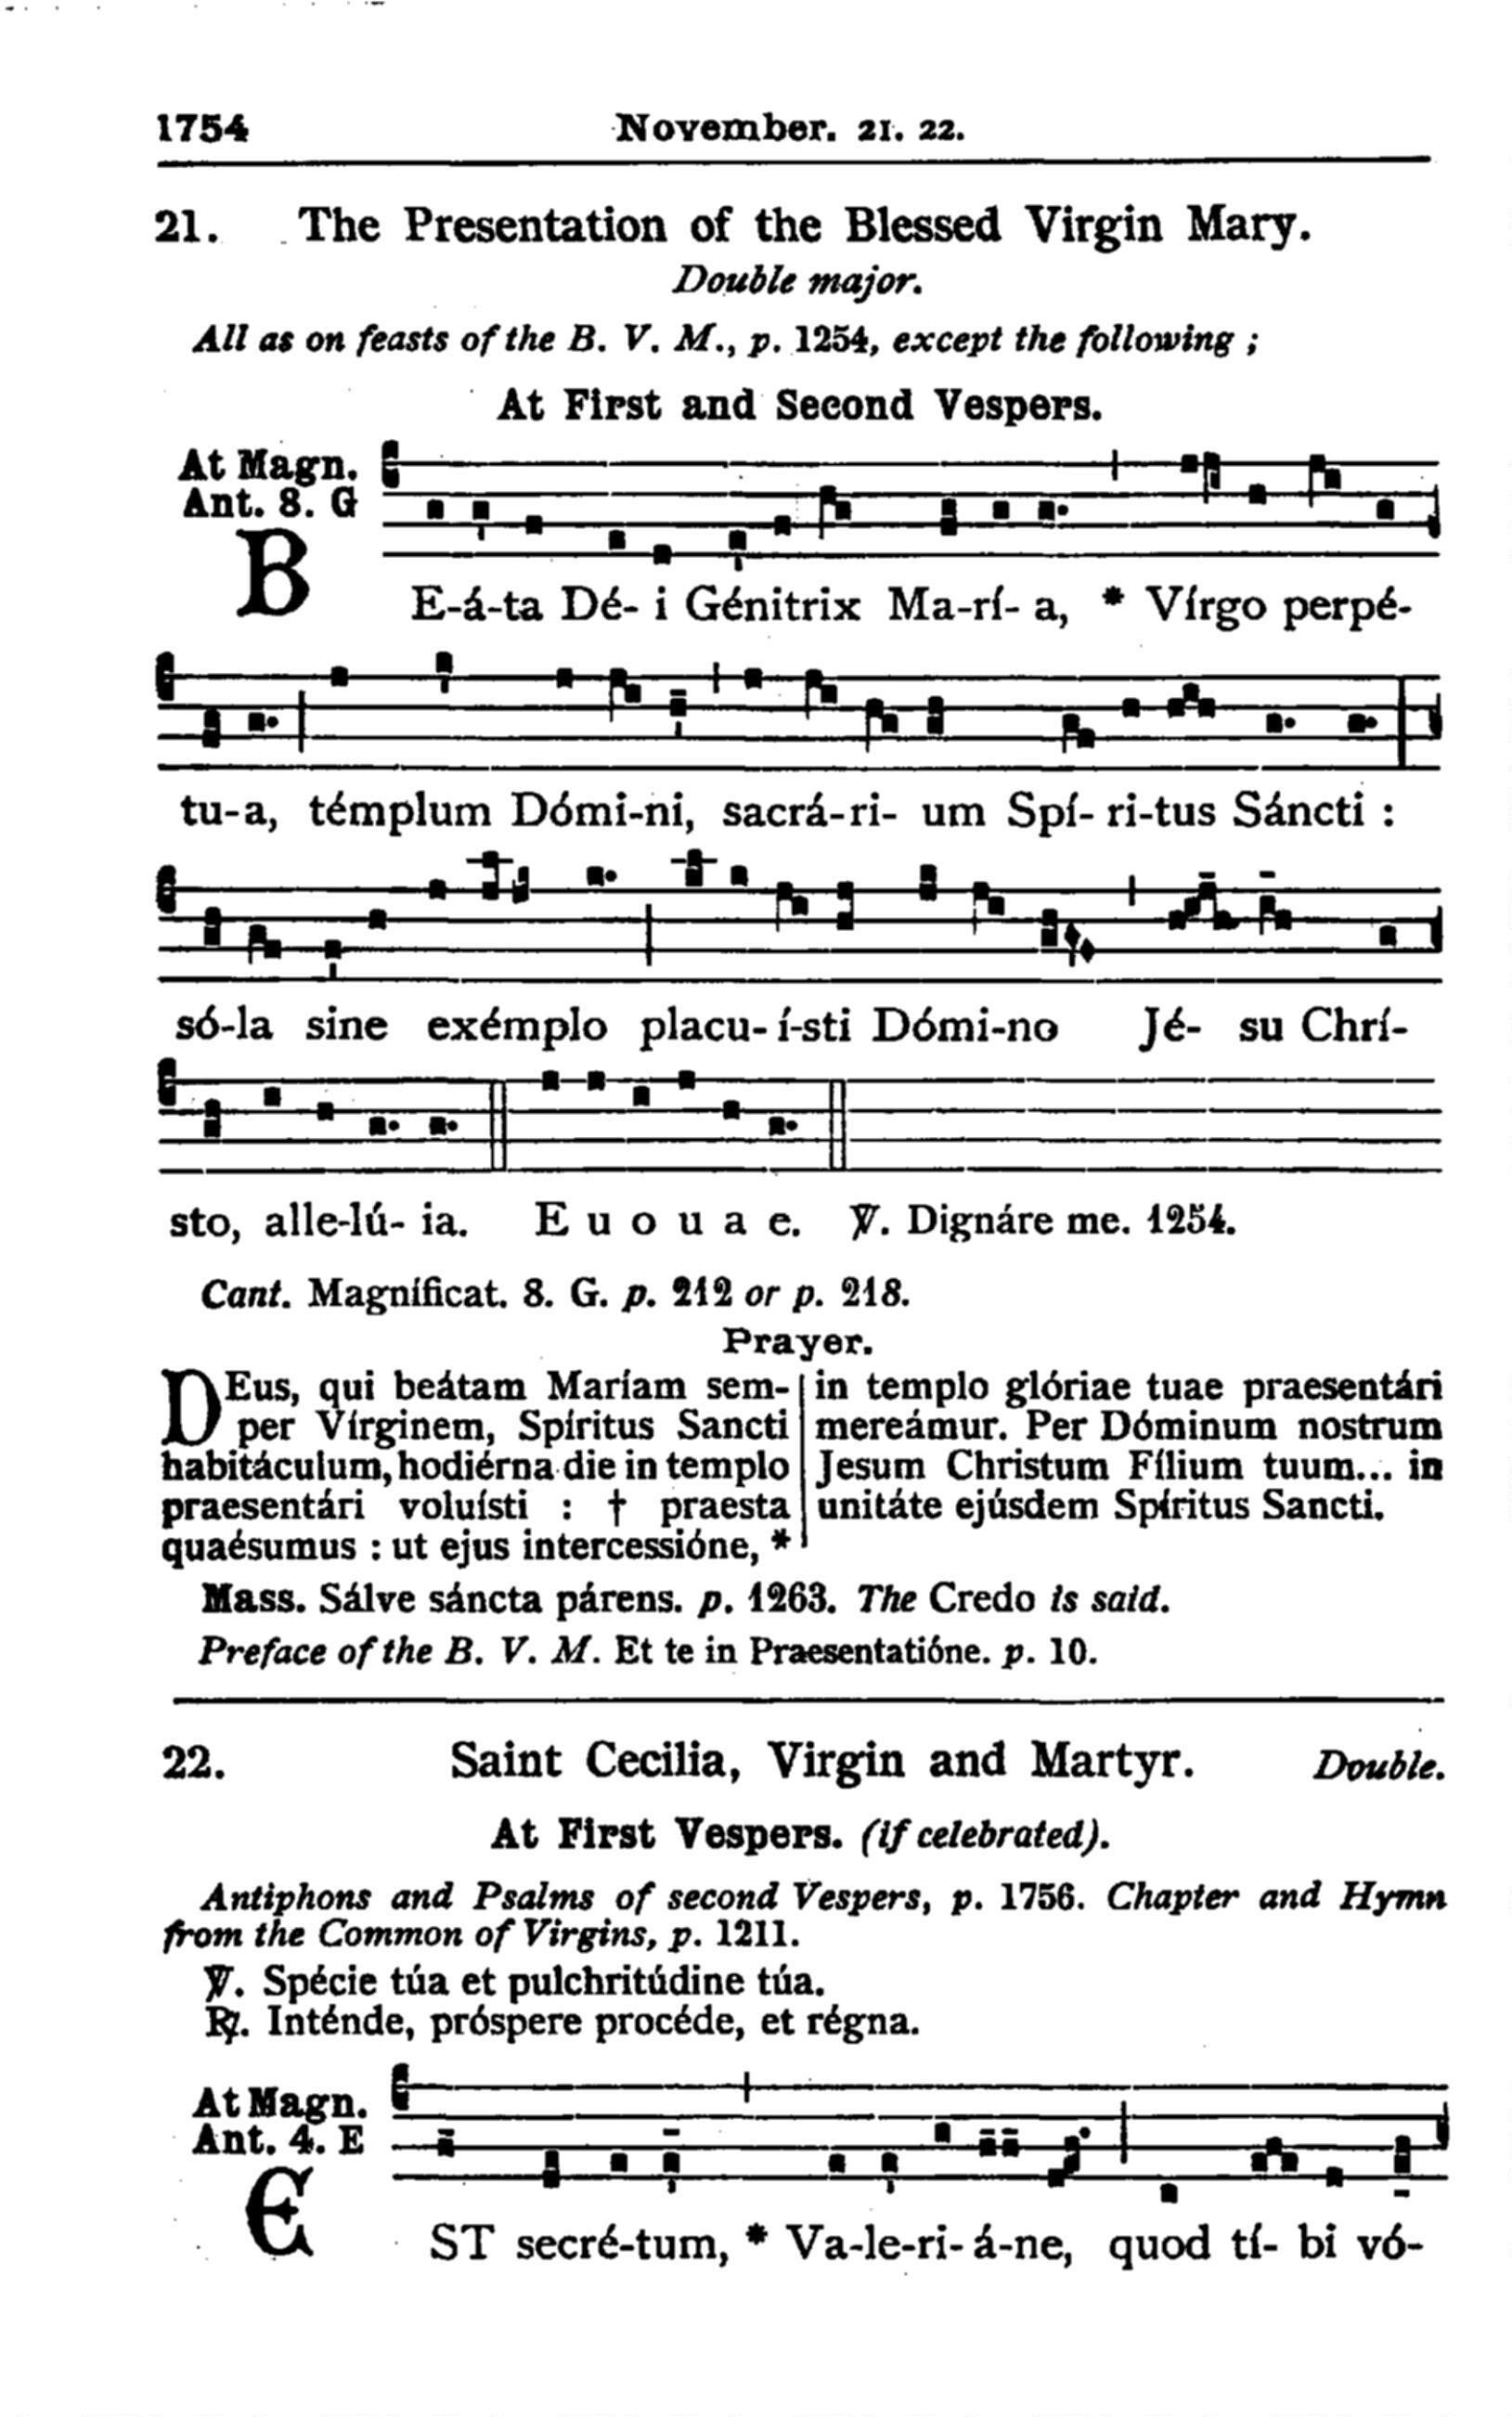 1754 November. 21. 22.
21. The Presentation of the Blessed Virgin Mary.
Double major.
All as on feasts of the B. V. M., p. 1254, except the following ;
At First and Second Vespers.
At Magn.
Ant. 8. G
BE-á-ta Dé- i Génitrix Ma-rí- a, * Vírgo perpé-
tu-a, témplum Dómi-ni, sacrá-ri- um Spí- ri-tus Sáncti :
só-la sine exémplo placu- í-sti Dómi-no Jé- su Chrí-
sto, alle-lú- ia. E u o u a e. ℣. Dignáre me. 1254.
Cant. Magníficat. 8. G. p. 212 or p. 218.
Prayer.
DEus, qui beátam Maríam sem-
per Vírginem, Spíritus Sancti
habitáculum, hodiérna die in templo
praesentári voluísti : † praesta
quaésumus : ut ejus intercessióne, *
in templo glóriae tuae praesentári
mereámur. Per Dóminum nostrum
Jesum Christum Fílium tuum... in
unitáte ejúsdem Spíritus Sancti.
Mass. Sálve sáncta párens. p. 1263. The Credo is said.
Preface of the B. V. M. Et te in Praesentatióne. p. 10.
22. Saint Cecilia, Virgin and Martyr. Double.
At First Vespers. (if celebrated).
Antiphons and Psalms of second Vespers, p. 1756. Chapter and Hymn
from the Common of Virgins, p. 1211.
℣. Spécie túa et pulchritúdine túa.
℟. Inténde, próspere procéde, et régna.
At Magn.
Ant. 4. E
EST secré-tum, * Va-le-ri- á-ne, quod tí- bi vó-